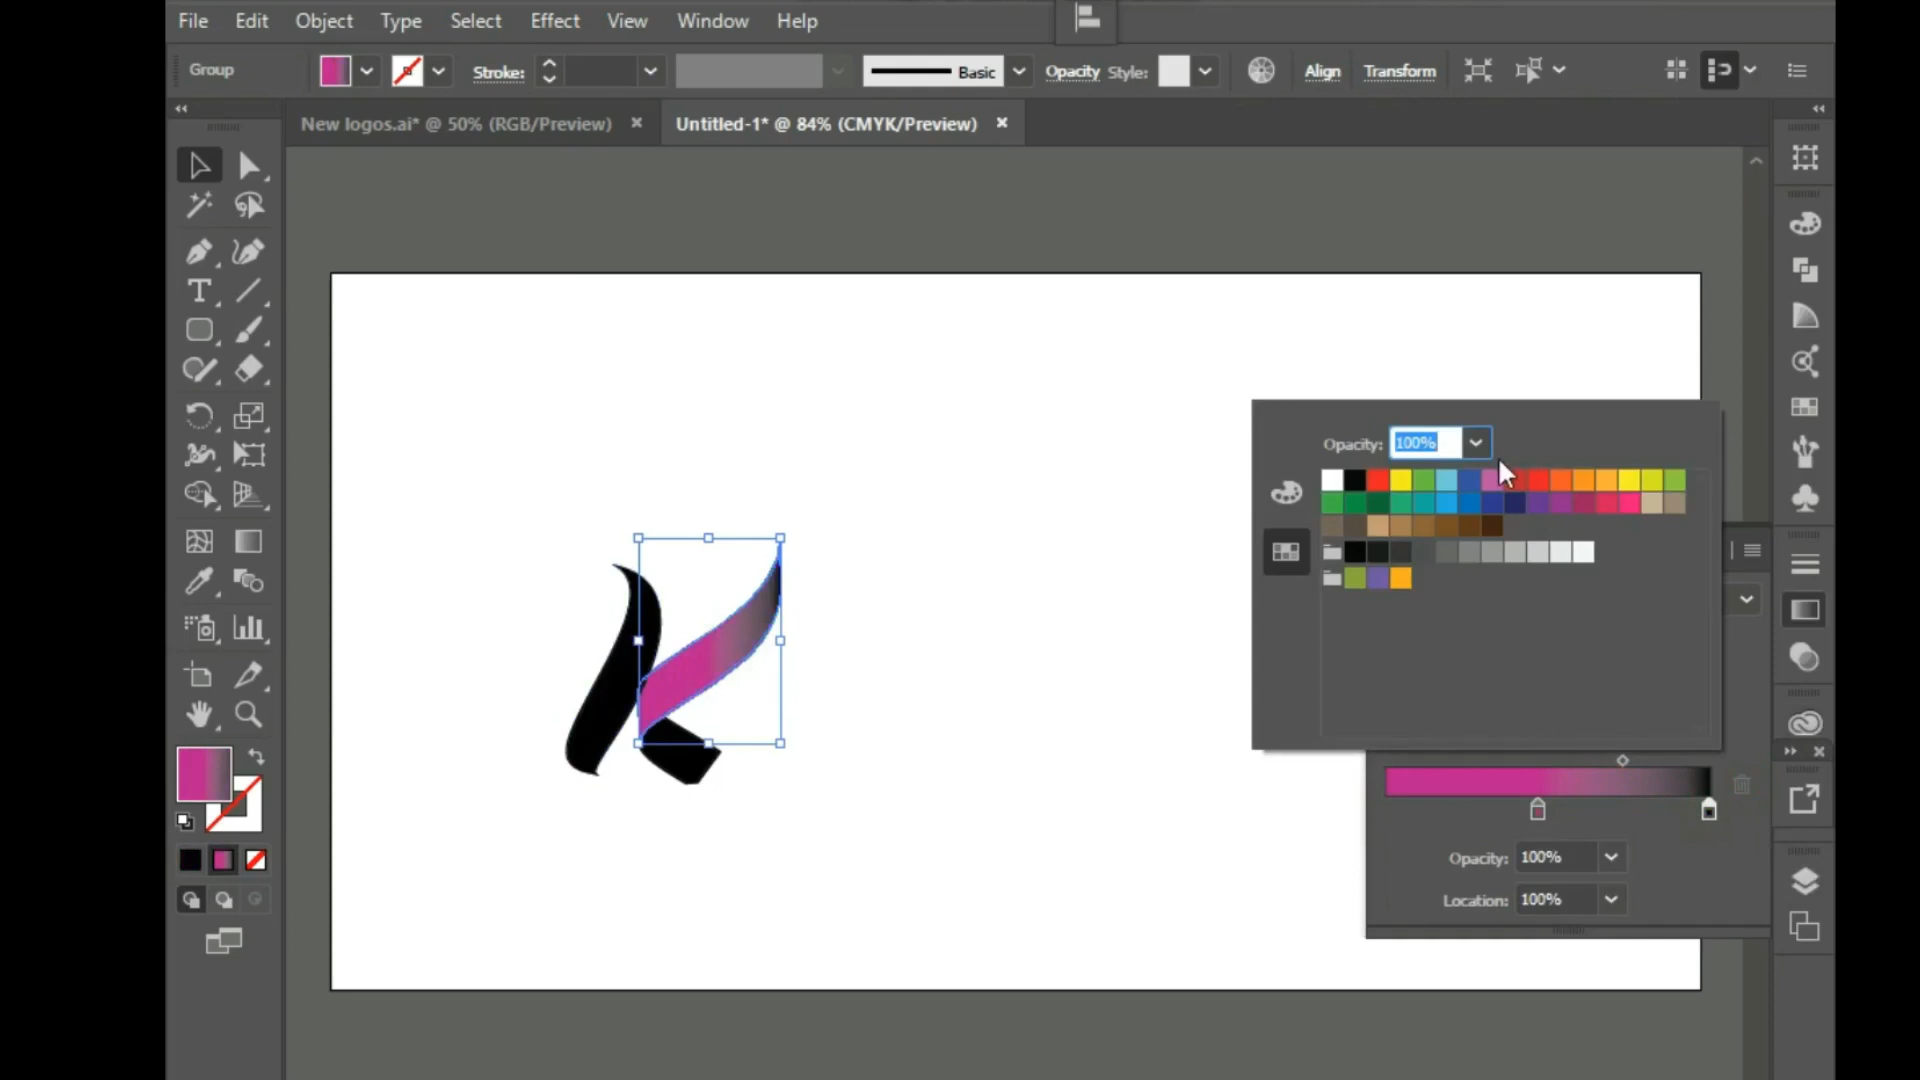 File Edit Object Type Select Effect View Window Help
Group Stroke: Basic Opacity Style: Align Transform
New logos.ai* @ 50% (RGB/Preview) × Untitled-1* @ 84% (CMYK/Preview) ×
Opacity: 100%
Opacity: 100%
Location: 100%